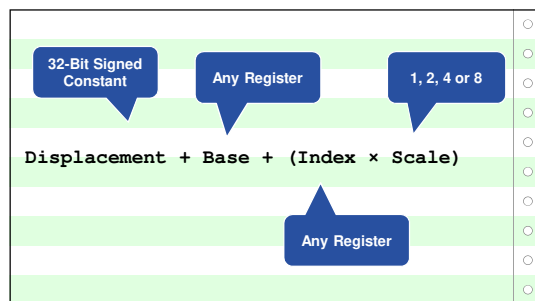 32-Bit Signed
Constant
Any Register
1, 2, 4 or 8
Displacement + Base + (Index × Scale)
Any Register